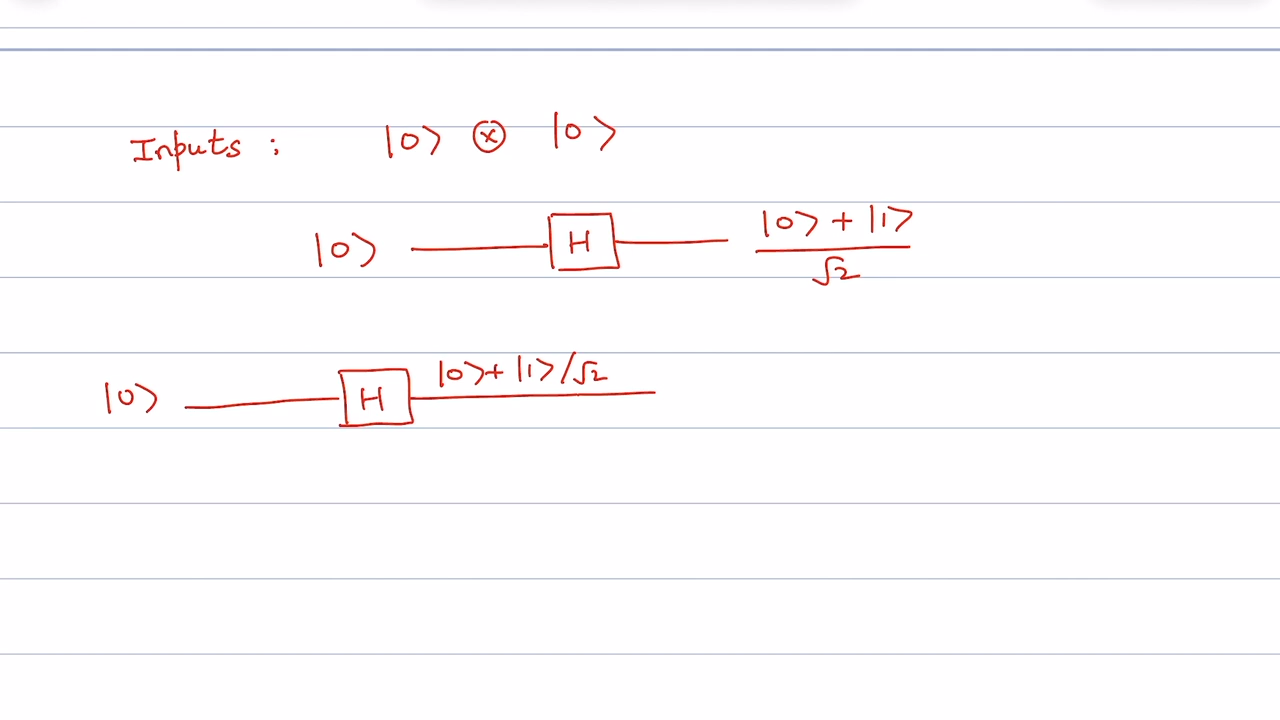 Inputs : |0⟩ ⊗ |0⟩
|0⟩ H |0⟩ + |1⟩ / √2
|0⟩ H |0⟩ + |1⟩ / √2